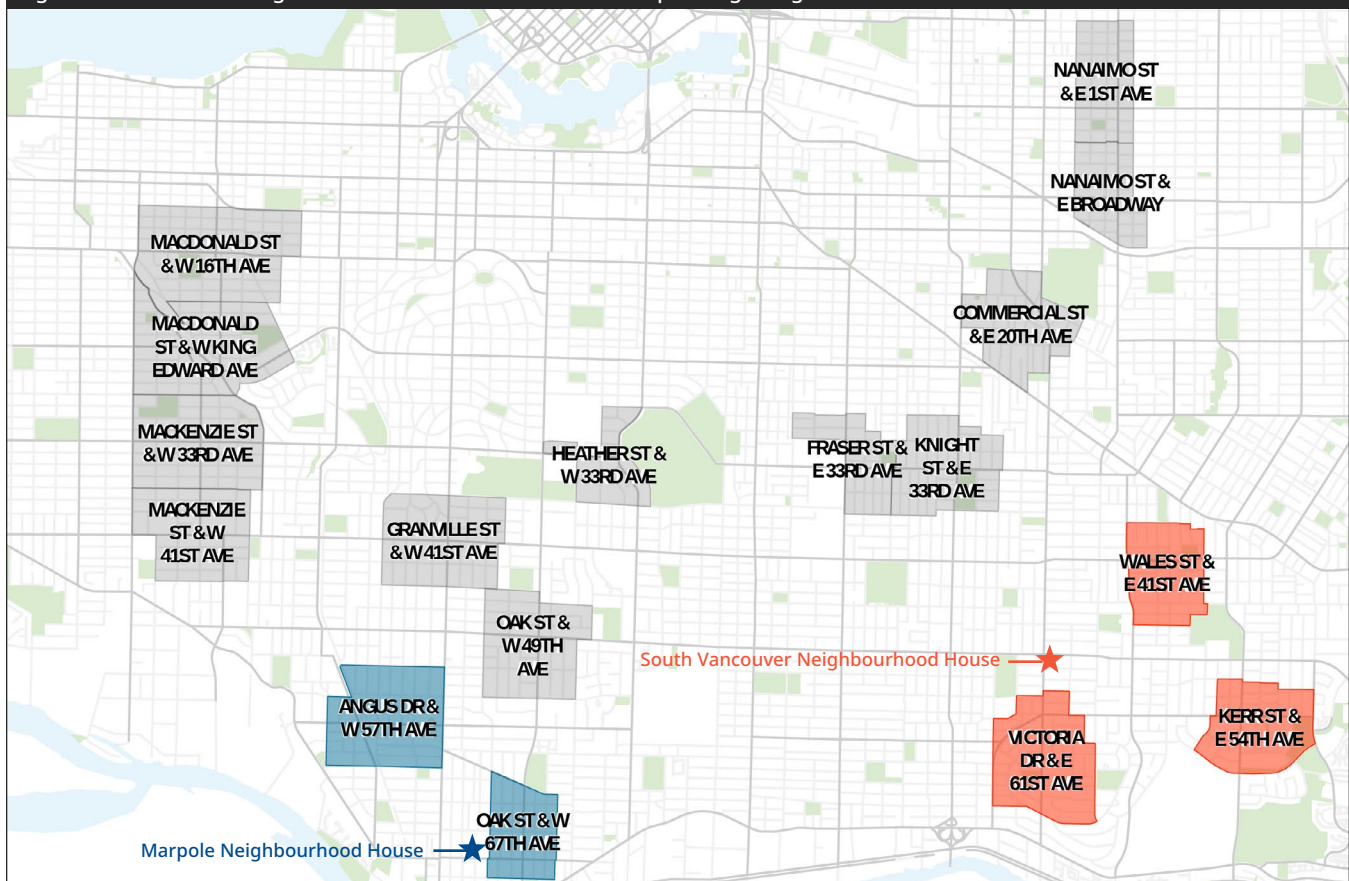 NANAIMO ST
& E 1ST AVE
NANAIMO ST &
E BROADWAY
MACDONALD ST
& W 16TH AVE
MACDONALD
ST & W KING
EDWARD AVE
COMMERCIAL ST
& E 20TH AVE
MACKENZIE ST
& W 33RD AVE
HEATHER ST &
W 33RD AVE
FRASER ST &
E 33RD AVE
KNIGHT
ST & E
33RD AVE
MACKENZIE
ST & W
41ST AVE
GRANVILLE ST
& W 41ST AVE
WALES ST &
E 41ST AVE
OAK ST &
W 49TH
AVE
South Vancouver Neighbourhood House
ANGUS DR &
W 57TH AVE
VICTORIA
DR & E
61ST AVE
KERR ST &
E 54TH AVE
OAK ST & W
67TH AVE
Marpole Neighbourhood House